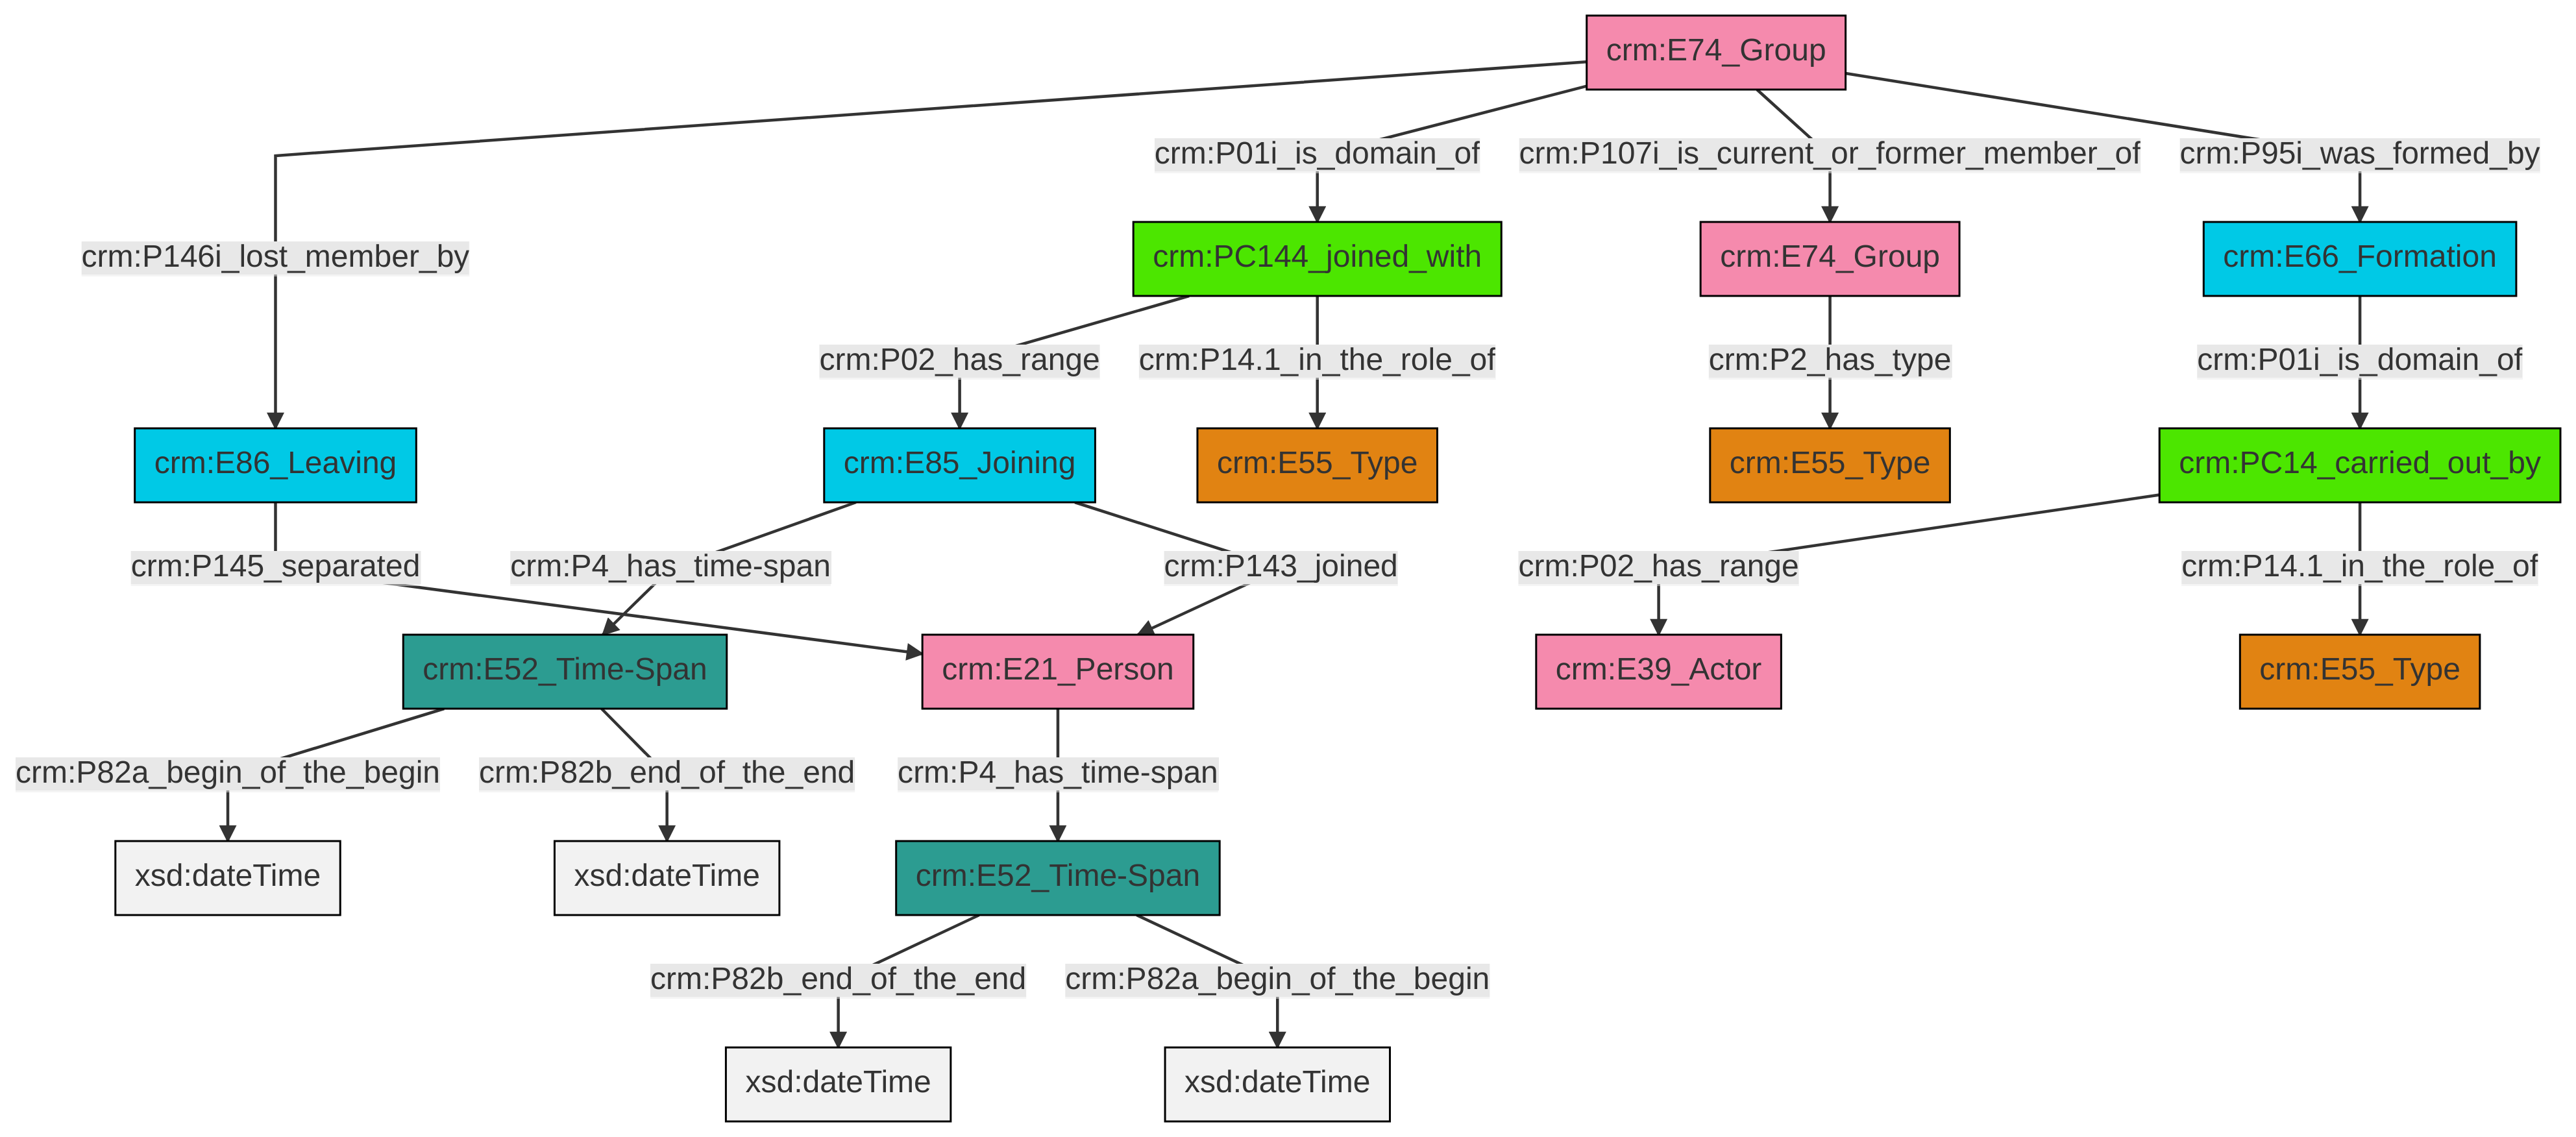 crm:E74_Group
crm:P01i_is_domain_of
crm:P107i_is_current_or_former_member_of
crm:P95i_was_formed_by
crm:P146i_lost_member_by
crm:PC144_joined_with
crm:E74_Group
crm:E66_Formation
crm:P02_has_range
crm:P14.1_in_the_role_of
crm:P2_has_type
crm:P01i_is_domain_of
crm:E86_Leaving
crm:E85_Joining
crm:E55_Type
crm:E55_Type
crm:PC14_carried_out_by
crm:P145_separated
crm:P4_has_time-span
crm:P143_joined
crm:P02_has_range
crm:P14.1_in_the_role_of
crm:E52_Time-Span
crm:E21_Person
crm:E39_Actor
crm:E55_Type
crm:P82a_begin_of_the_begin
crm:P82b_end_of_the_end
crm:P4_has_time-span
xsd:dateTime
xsd:dateTime
crm:E52_Time-Span
crm:P82b_end_of_the_end
crm:P82a_begin_of_the_begin
xsd:dateTime
xsd:dateTime